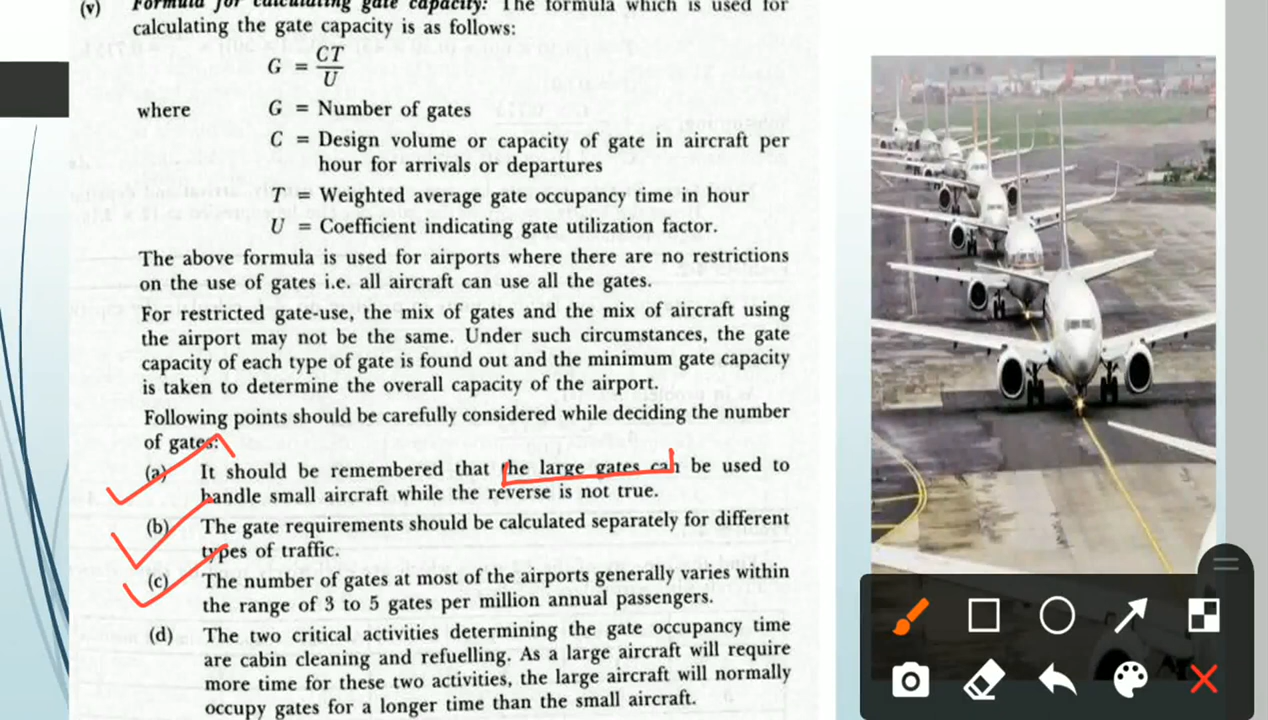 (v) Formula for calculating gate capacity: The formula which is used for
calculating the gate capacity is as follows:
G = CT/U
where G = Number of gates
C = Design volume or capacity of gate in aircraft per
hour for arrivals or departures
T = Weighted average gate occupancy time in hour
U = Coefficient indicating gate utilization factor.
The above formula is used for airports where there are no restrictions
on the use of gates i.e. all aircraft can use all the gates.
For restricted gate-use, the mix of gates and the mix of aircraft using
the airport may not be the same. Under such circumstances, the gate
capacity of each type of gate is found out and the minimum gate capacity
is taken to determine the overall capacity of the airport.
Following points should be carefully considered while deciding the number
of gates:
(a) It should be remembered that the large gates can be used to
handle small aircraft while the reverse is not true.
(b) The gate requirements should be calculated separately for different
types of traffic.
(c) The number of gates at most of the airports generally varies within
the range of 3 to 5 gates per million annual passengers.
(d) The two critical activities determining the gate occupancy time
are cabin cleaning and refuelling. As a large aircraft will require
more time for these two activities, the large aircraft will normally
occupy gates for a longer time than the small aircraft.